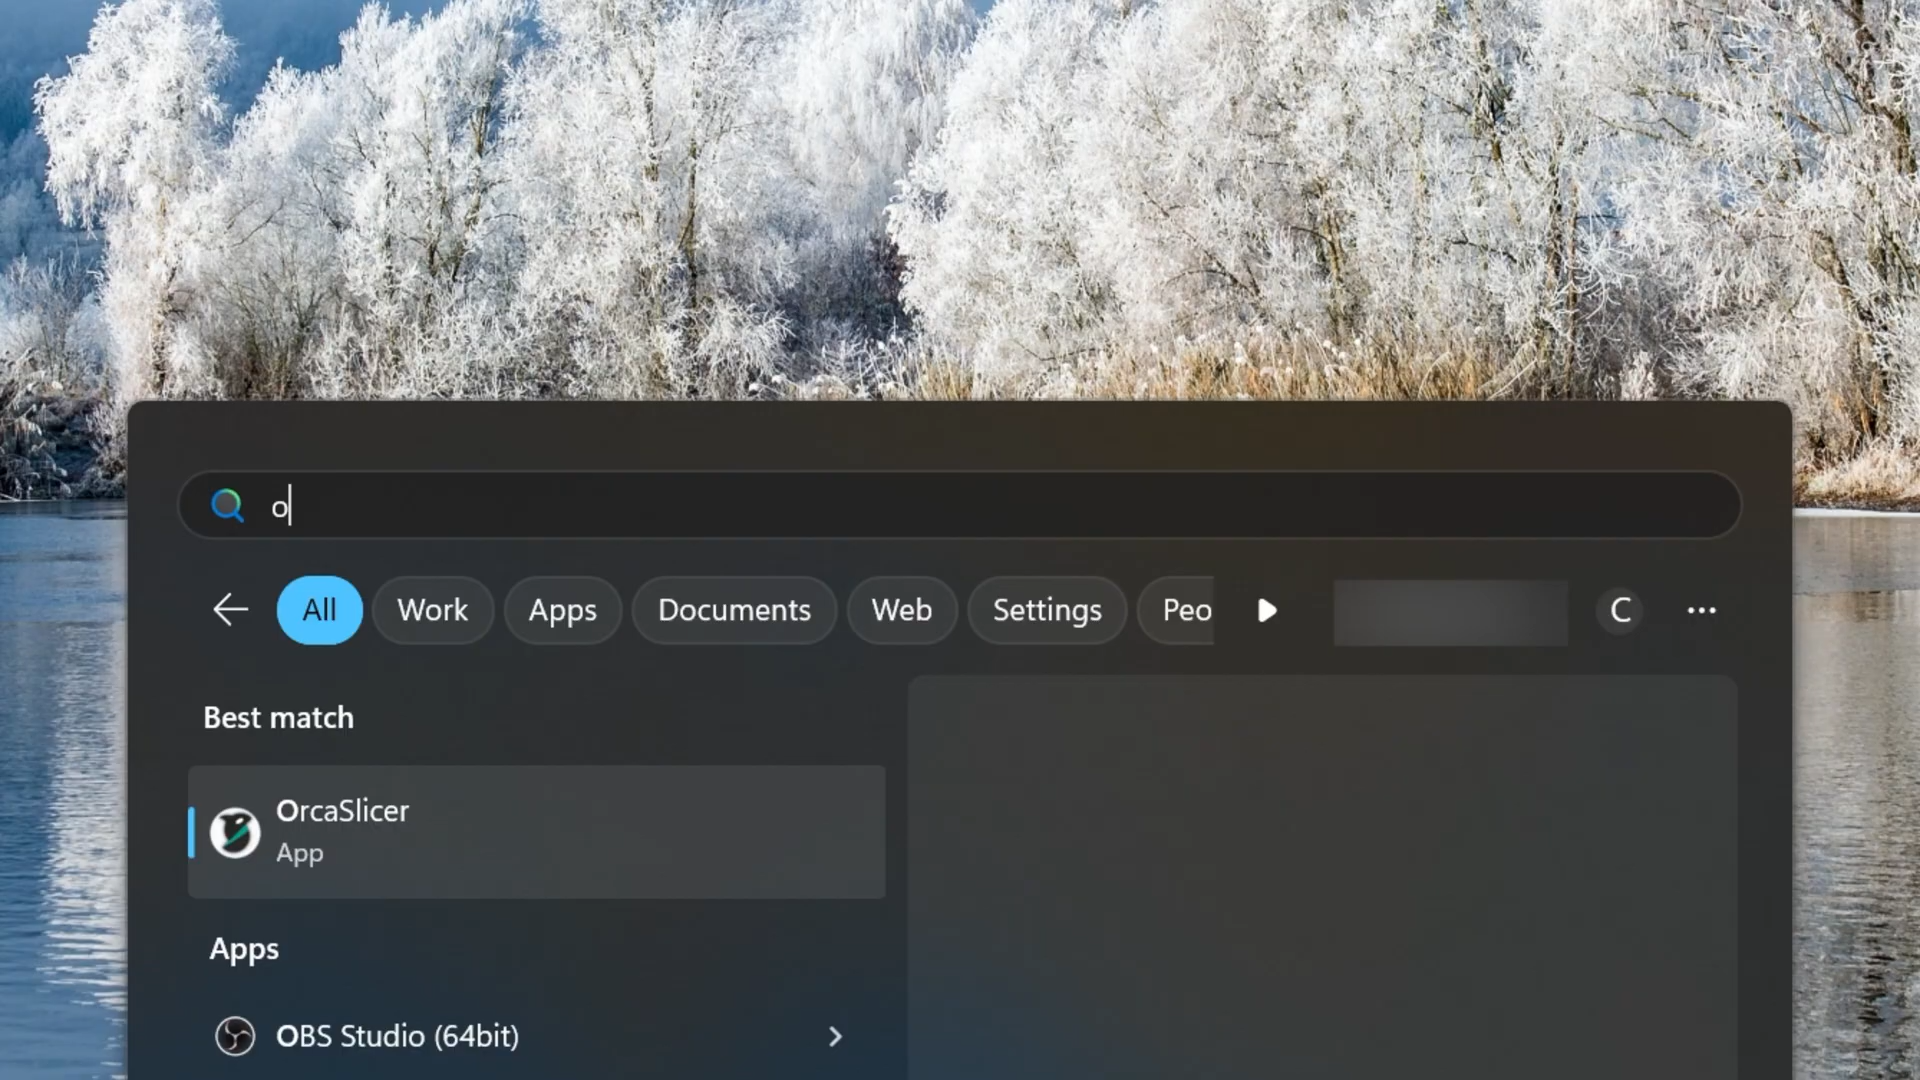 o
All Work Apps Documents Web Settings Peo C
Best match
OrcaSlicer
App
Apps
OBS Studio (64bit)